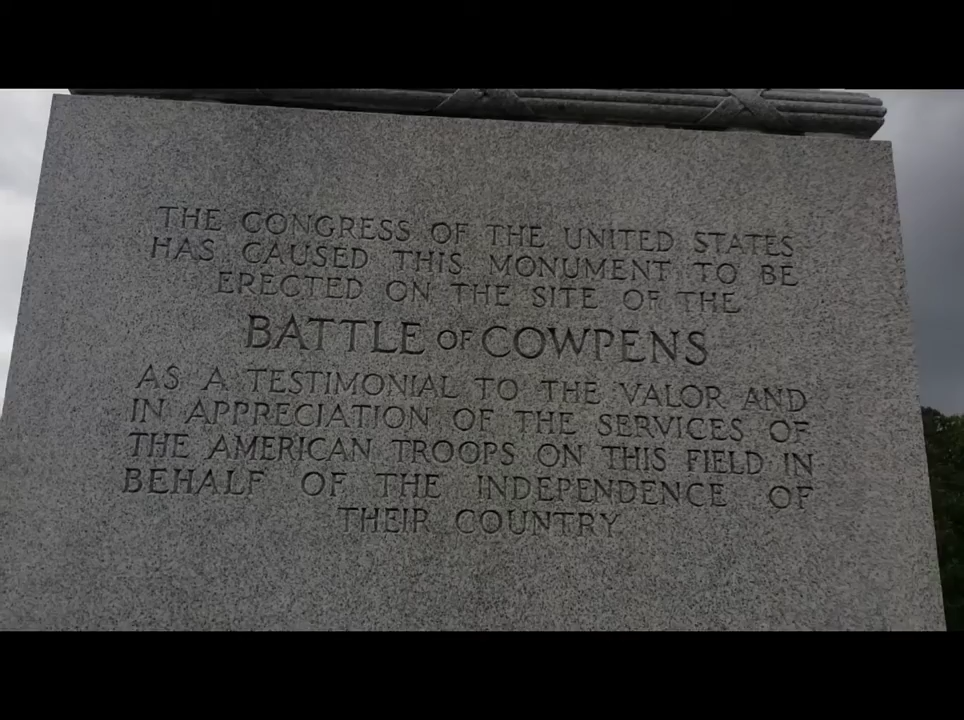 THE CONGRESS OF THE UNITED STATES
HAS CAUSED THIS MONUMENT TO BE
ERECTED ON THE SITE OF THE
BATTLE OF COWPENS
AS A TESTIMONIAL TO THE VALOR AND
IN APPRECIATION OF THE SERVICES OF
THE AMERICAN TROOPS ON THIS FIELD IN
BEHALF OF THE INDEPENDENCE OF
THEIR COUNTRY